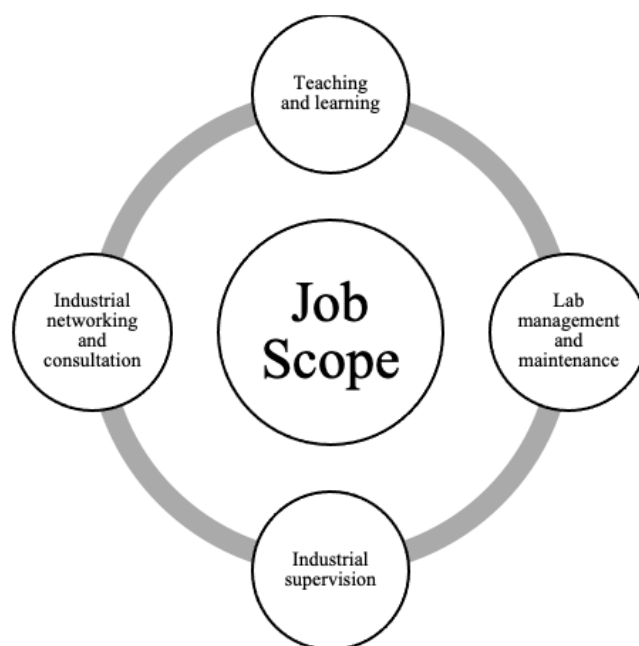 Teaching
and learning
Industrial
networking
and
consultation
Job
Scope
Lab
management
and
maintenance
Industrial
supervision